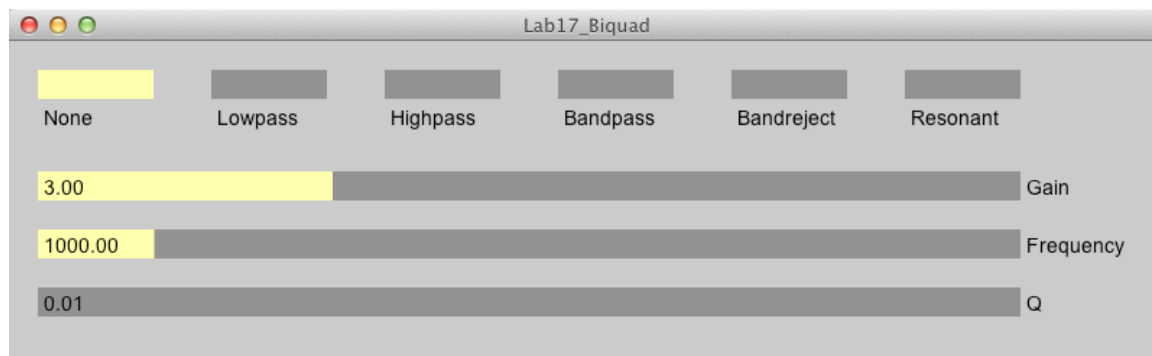 Lab17_Biquad
None Lowpass Highpass Bandpass Bandreject Resonant
3.00 Gain
1000.00 Frequency
0.01 Q